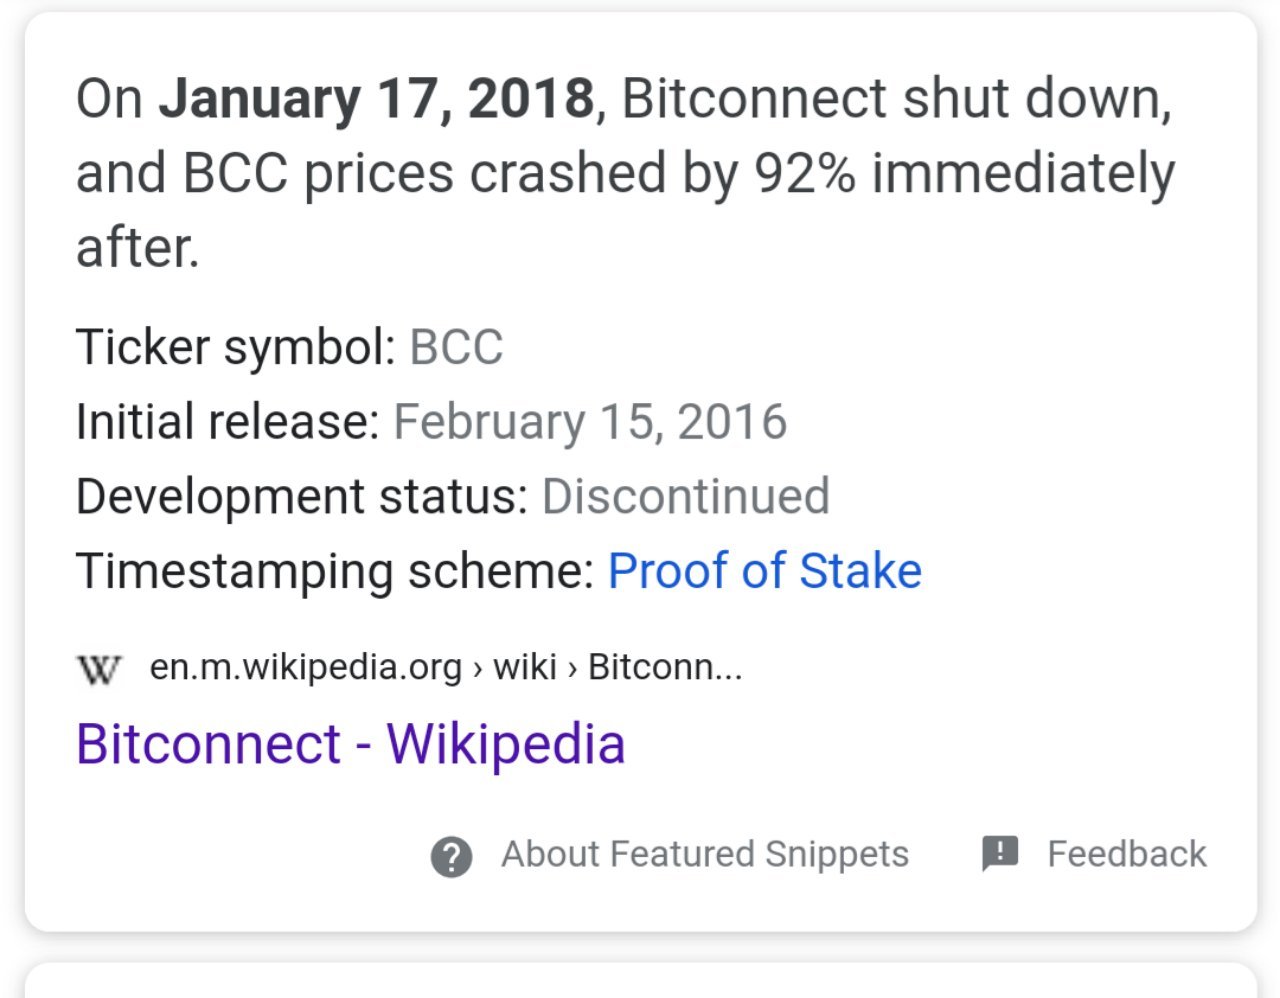 On January 17, 2018, Bitconnect shut down,
and BCC prices crashed by 92% immediately
after.
Ticker symbol: BCC
Initial release: February 15, 2016
Development status: Discontinued
Timestamping scheme: Proof of Stake
W en.m.wikipedia.org › wiki › Bitconn...
Bitconnect - Wikipedia
About Featured Snippets Feedback